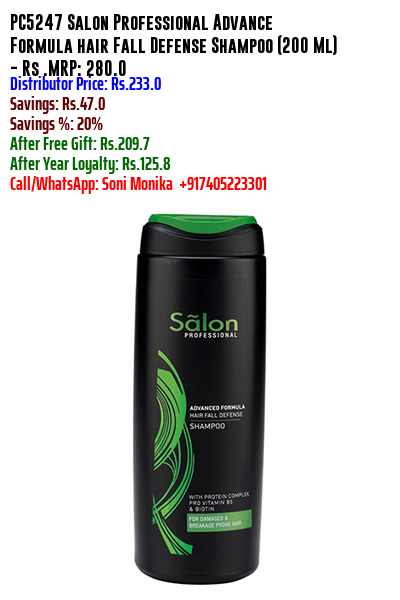 PC5247 Salon Professional Advance
Formula hair Fall Defense Shampoo (200 Ml)
- Rs .MRP: 280.0
Distributor Price: Rs.233.0
Savings: Rs.47.0
Savings %: 20%
After Free Gift: Rs.209.7
After Year Loyalty: Rs.125.8
Call/WhatsApp: Soni Monika +917405223301
Sãlon
PROFESSIONAL
ADVANCED FORMULA
HAIR FALL DEFENSE
SHAMPOO
WITH PROTEIN COMPLEX,
PRO VITAMIN B5
& BIOTIN
FOR DAMAGED &
BREAKAGE PRONE HAIR